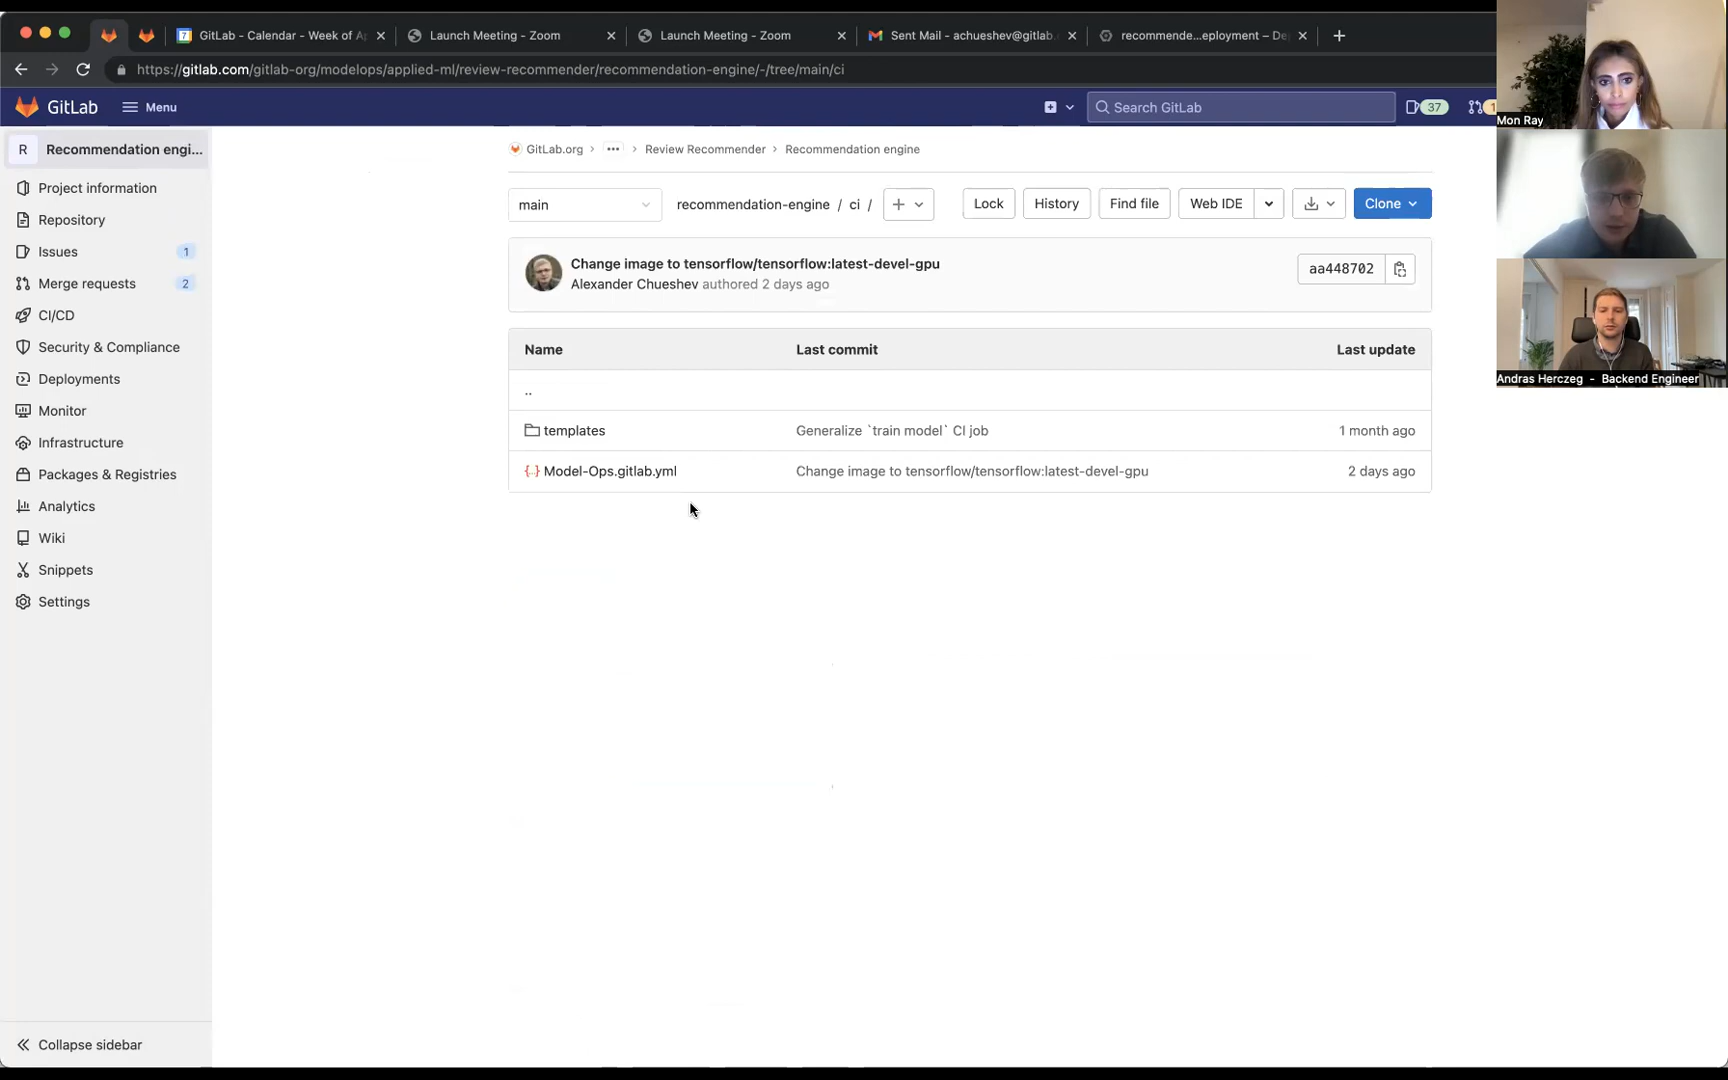 GitLab - Calendar - Week of A
Launch Meeting - Zoom
Launch Meeting - Zoom
Sent Mail - achueshev@gitlab.
recommende...eployment – De
https://gitlab.com/gitlab-org/modelops/applied-ml/review-recommender/recommendation-engine/-/tree/main/ci
GitLab
Menu
Search GitLab
37
1
Mon Ray
R
Recommendation engi...
Project information
Repository
Issues
1
Merge requests
2
CI/CD
Security & Compliance
Deployments
Monitor
Infrastructure
Packages & Registries
Analytics
Wiki
Snippets
Settings
Collapse sidebar
GitLab.org > ... > Review Recommender > Recommendation engine
main
recommendation-engine / ci /
Lock
History
Find file
Web IDE
Clone
Change image to tensorflow/tensorflow:latest-devel-gpu
Alexander Chueshev authored 2 days ago
aa448702
Name
Last commit
Last update
..
templates
Generalize `train model` CI job
1 month ago
Model-Ops.gitlab.yml
Change image to tensorflow/tensorflow:latest-devel-gpu
2 days ago
Andras Herczeg - Backend Engineer